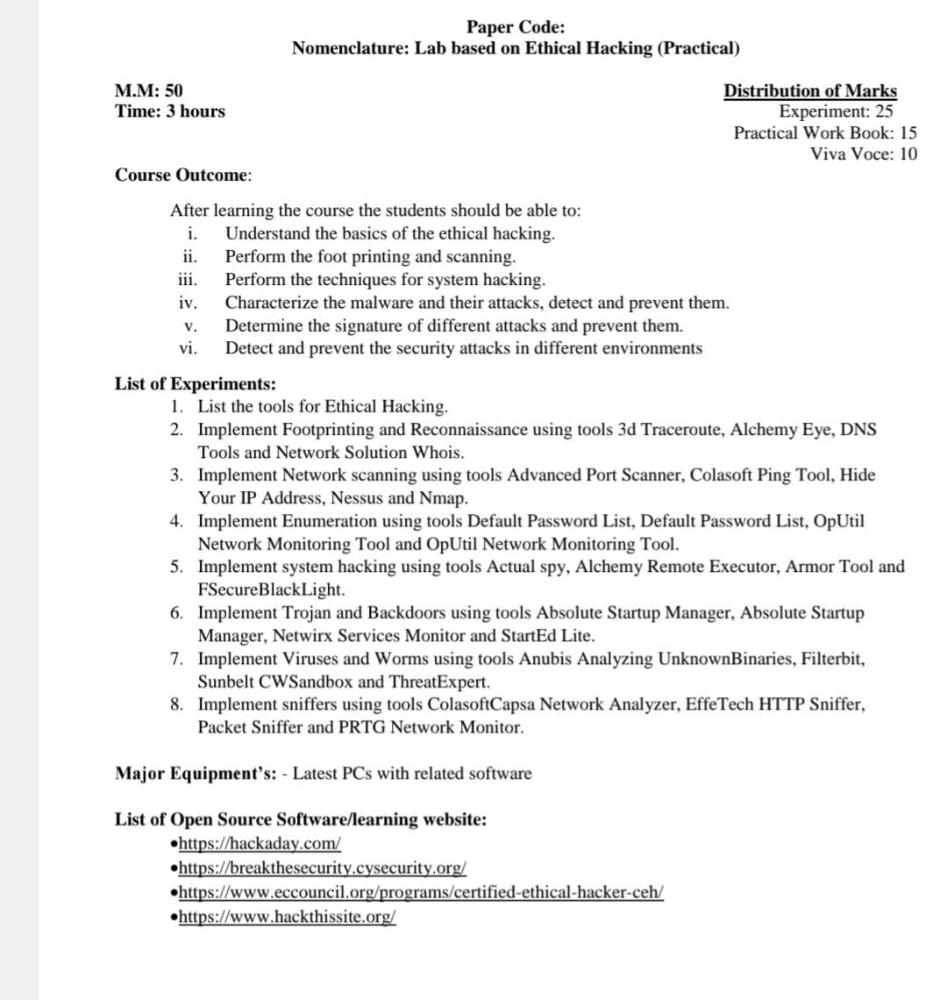 Paper Code:
Nomenclature: Lab based on Ethical Hacking (Practical)
M.M: 50
Time: 3 hours
Distribution of Marks
Experiment: 25
Practical Work Book: 15
Viva Voce: 10
Course Outcome:
After learning the course the students should be able to:
i. Understand the basics of the ethical hacking.
ii. Perform the foot printing and scanning.
iii. Perform the techniques for system hacking.
iv. Characterize the malware and their attacks, detect and prevent them.
v. Determine the signature of different attacks and prevent them.
vi. Detect and prevent the security attacks in different environments
List of Experiments:
1. List the tools for Ethical Hacking.
2. Implement Footprinting and Reconnaissance using tools 3d Traceroute, Alchemy Eye, DNS
Tools and Network Solution Whois.
3. Implement Network scanning using tools Advanced Port Scanner, Colasoft Ping Tool, Hide
Your IP Address, Nessus and Nmap.
4. Implement Enumeration using tools Default Password List, Default Password List, OpUtil
Network Monitoring Tool and OpUtil Network Monitoring Tool.
5. Implement system hacking using tools Actual spy, Alchemy Remote Executor, Armor Tool and
FSecureBlackLight.
6. Implement Trojan and Backdoors using tools Absolute Startup Manager, Absolute Startup
Manager, Netwirx Services Monitor and StartEd Lite.
7. Implement Viruses and Worms using tools Anubis Analyzing UnknownBinaries, Filterbit,
Sunbelt CWSandbox and ThreatExpert.
8. Implement sniffers using tools ColasoftCapsa Network Analyzer, EffeTech HTTP Sniffer,
Packet Sniffer and PRTG Network Monitor.
Major Equipment’s: - Latest PCs with related software
List of Open Source Software/learning website:
•https://hackaday.com/
•https://breakthesecurity.cysecurity.org/
•https://www.eccouncil.org/programs/certified-ethical-hacker-ceh/
•https://www.hackthissite.org/